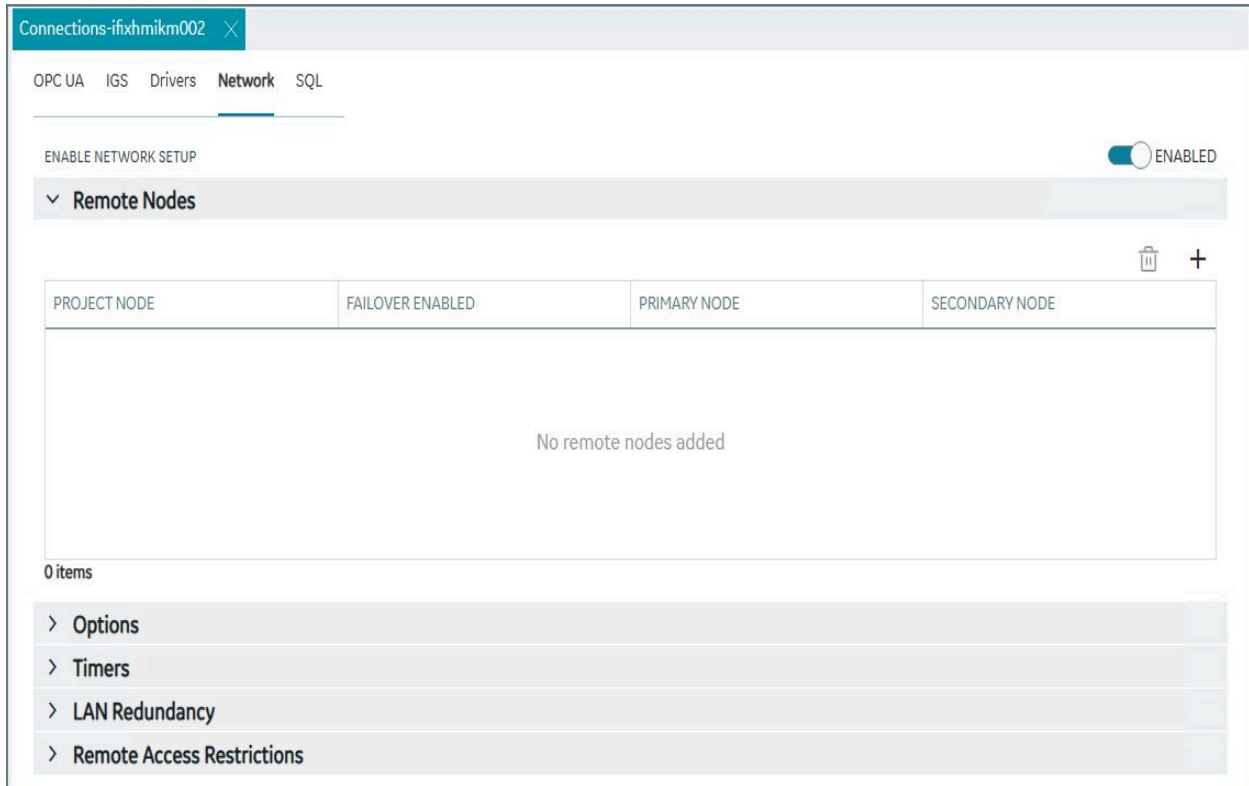 Connections-ifixhmikm002
OPC UA IGS Drivers Network SQL
ENABLE NETWORK SETUP ENABLED
Remote Nodes
PROJECT NODE FAILOVER ENABLED PRIMARY NODE SECONDARY NODE
No remote nodes added
0 items
Options
Timers
LAN Redundancy
Remote Access Restrictions